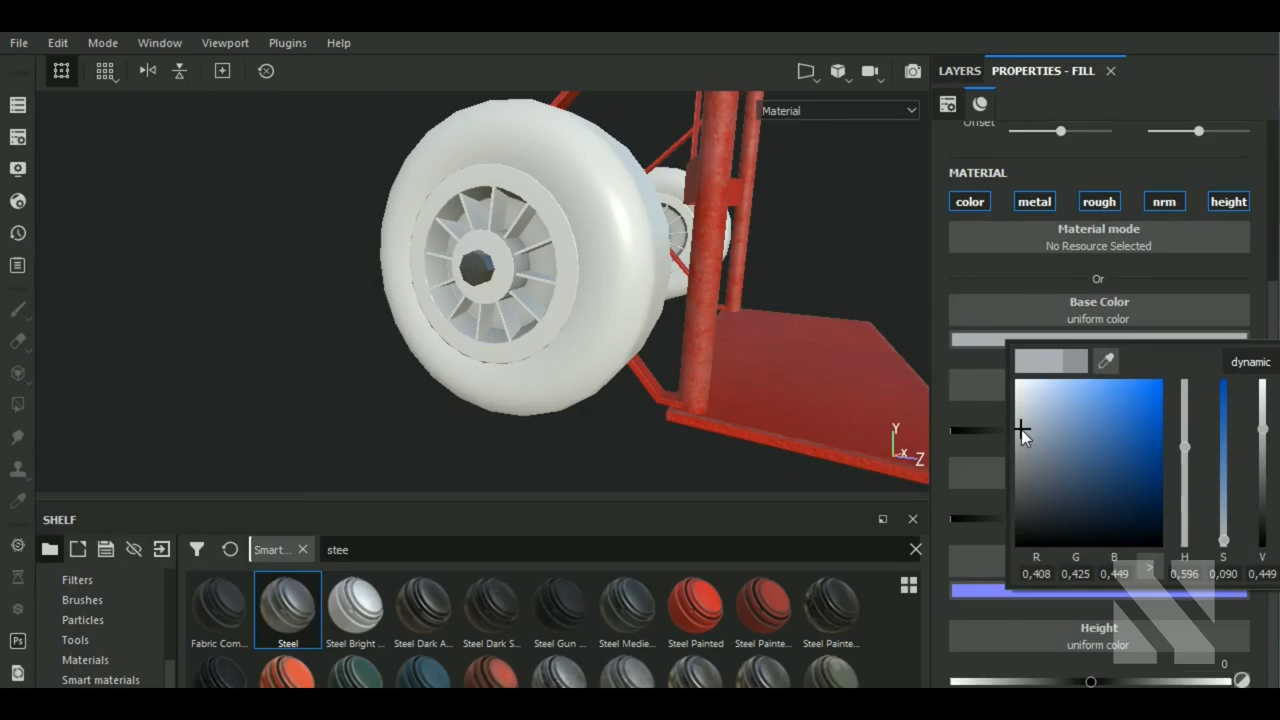 File Edit Mode Window Viewport Plugins Help
LAYERS PROPERTIES - FILL
Material
Offset
MATERIAL
color metal rough nrm height
Material mode
No Resource Selected
Or
Base Color
uniform color
dynamic
R G B H S V
0,408 0,425 0,449 > 0,596 0,090 0,449
Height
uniform color
0
Y
X
Z
SHELF
Smart... stee
Filters
Brushes
Tools
Materials
Smart materials
Particles
Fabric Com... Steel Steel Bright ... Steel Dark A... Steel Dark S... Steel Gun ... Steel Medie... Steel Painted Steel Painte... Steel Painte...
Ps